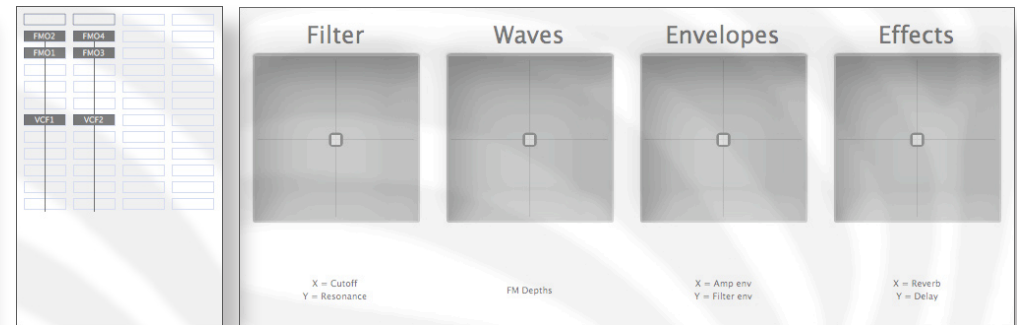 FMO2 FMO4
FMO1 FMO3
VCF1 VCF2
Filter Waves Envelopes Effects
X = Cutoff
Y = Resonance
FM Depths
X = Amp env
Y = Filter env
X = Reverb
Y = Delay